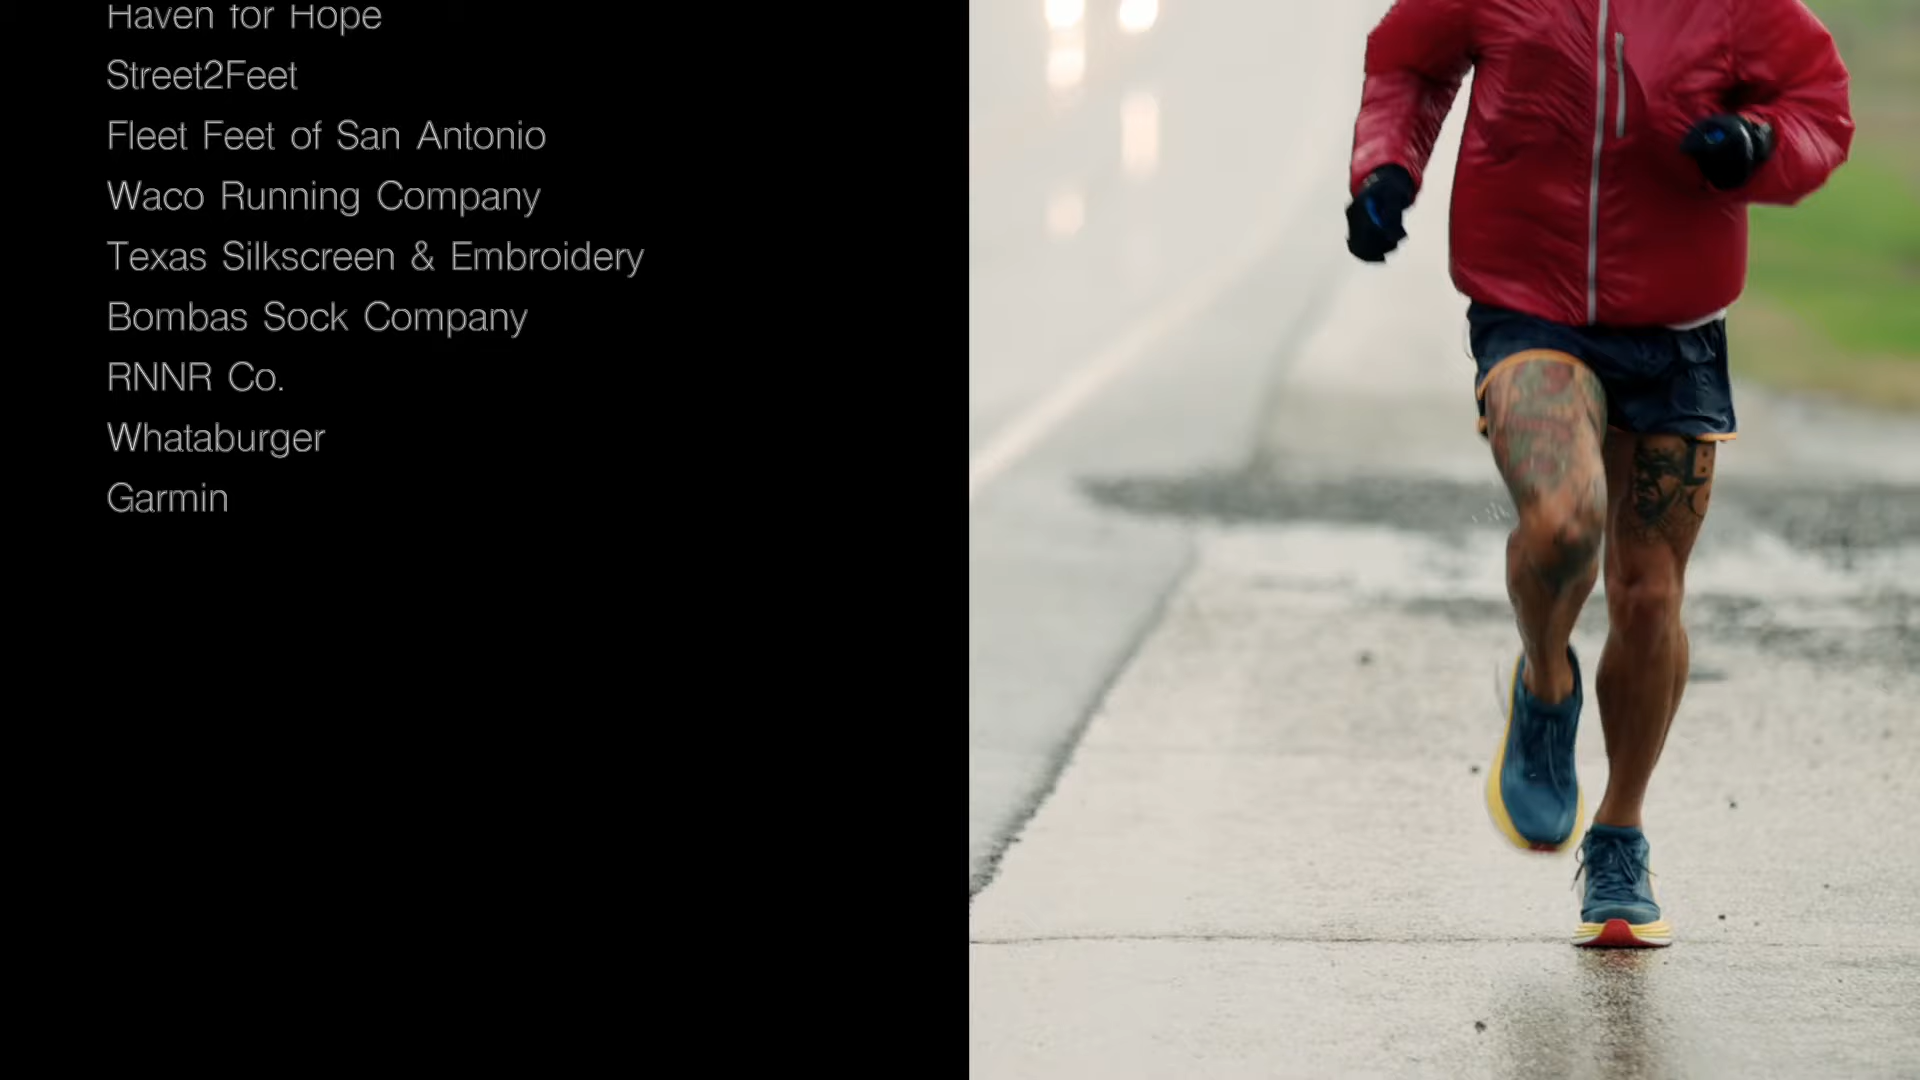 Haven for Hope
Street2Feet
Fleet Feet of San Antonio
Waco Running Company
Texas Silkscreen & Embroidery
Bombas Sock Company
RNNR Co.
Whataburger
Garmin